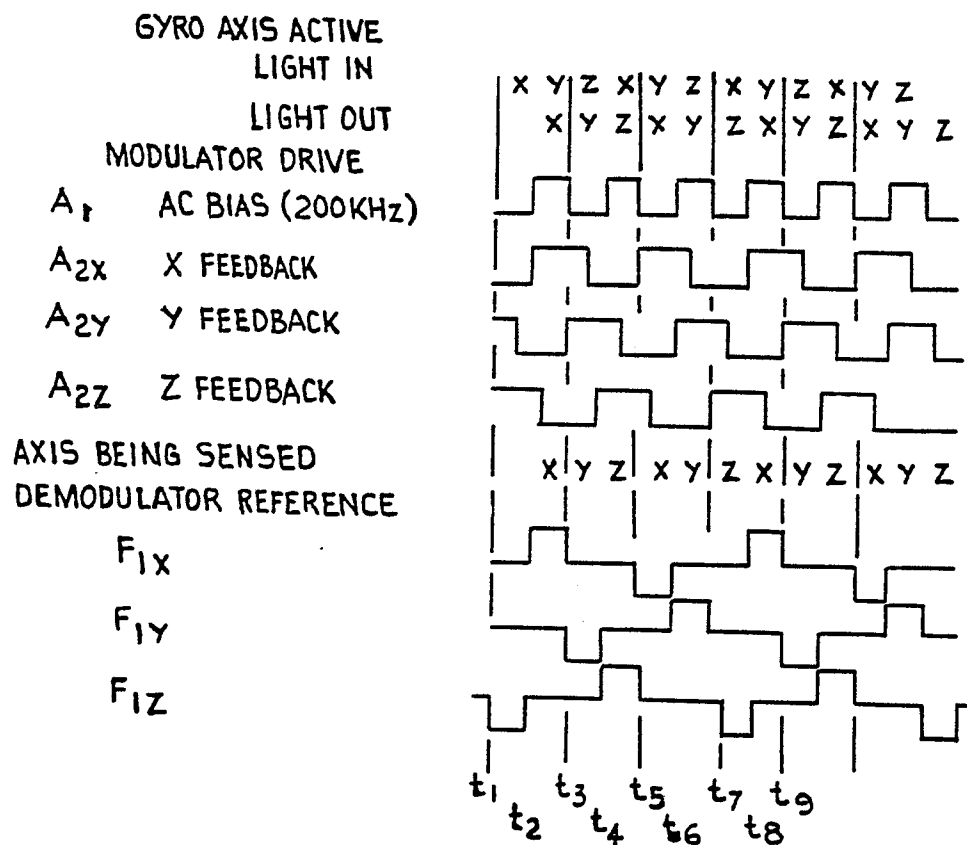 GYRO AXIS ACTIVE
LIGHT IN X Y Z X Y Z X Y Z X Y Z
LIGHT OUT X Y Z X Y Z X Y Z X Y Z
MODULATOR DRIVE
A1 AC BIAS (200KHz)
A2X X FEEDBACK
A2Y Y FEEDBACK
A2Z Z FEEDBACK
AXIS BEING SENSED X Y Z X Y Z X Y Z X Y Z
DEMODULATOR REFERENCE
F1X
F1Y
F1Z
t1 t3 t5 t7 t9
t2 t4 t6 t8